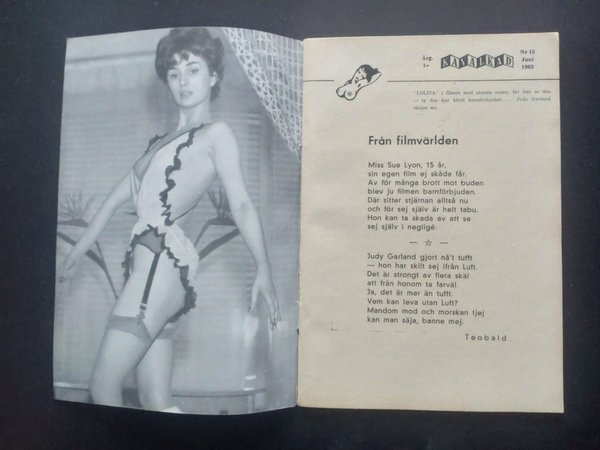 Årg.
KAVALKAD
Nr 15
Juni
1962
"LOLITA" i filmen med samma namn, får inte se den
— ty den har blivit barnförbjuden... Judy Garland
skiljer sej.
Från filmvärlden
Miss Sue Lyon, 15 år,
sin egen film ej skåda får.
Av för många brott mot buden
blev ju filmen barnförbjuden.
Där sitter stjärnan alltså nu
och för sej själv är helt tabu.
Hon kan ta skada av att se
sej själv i negligé.
— ☆ —
Judy Garland gjort nå't tufft
— hon har skilt sej ifrån Luft.
Det är strongt av flera skäl
att från honom ta farväl.
Ja, det är mer än tufft.
Vem kan leva utan Luft?
Mandom mod och morskan tjej
kan man säja, banne mej.
Teobald